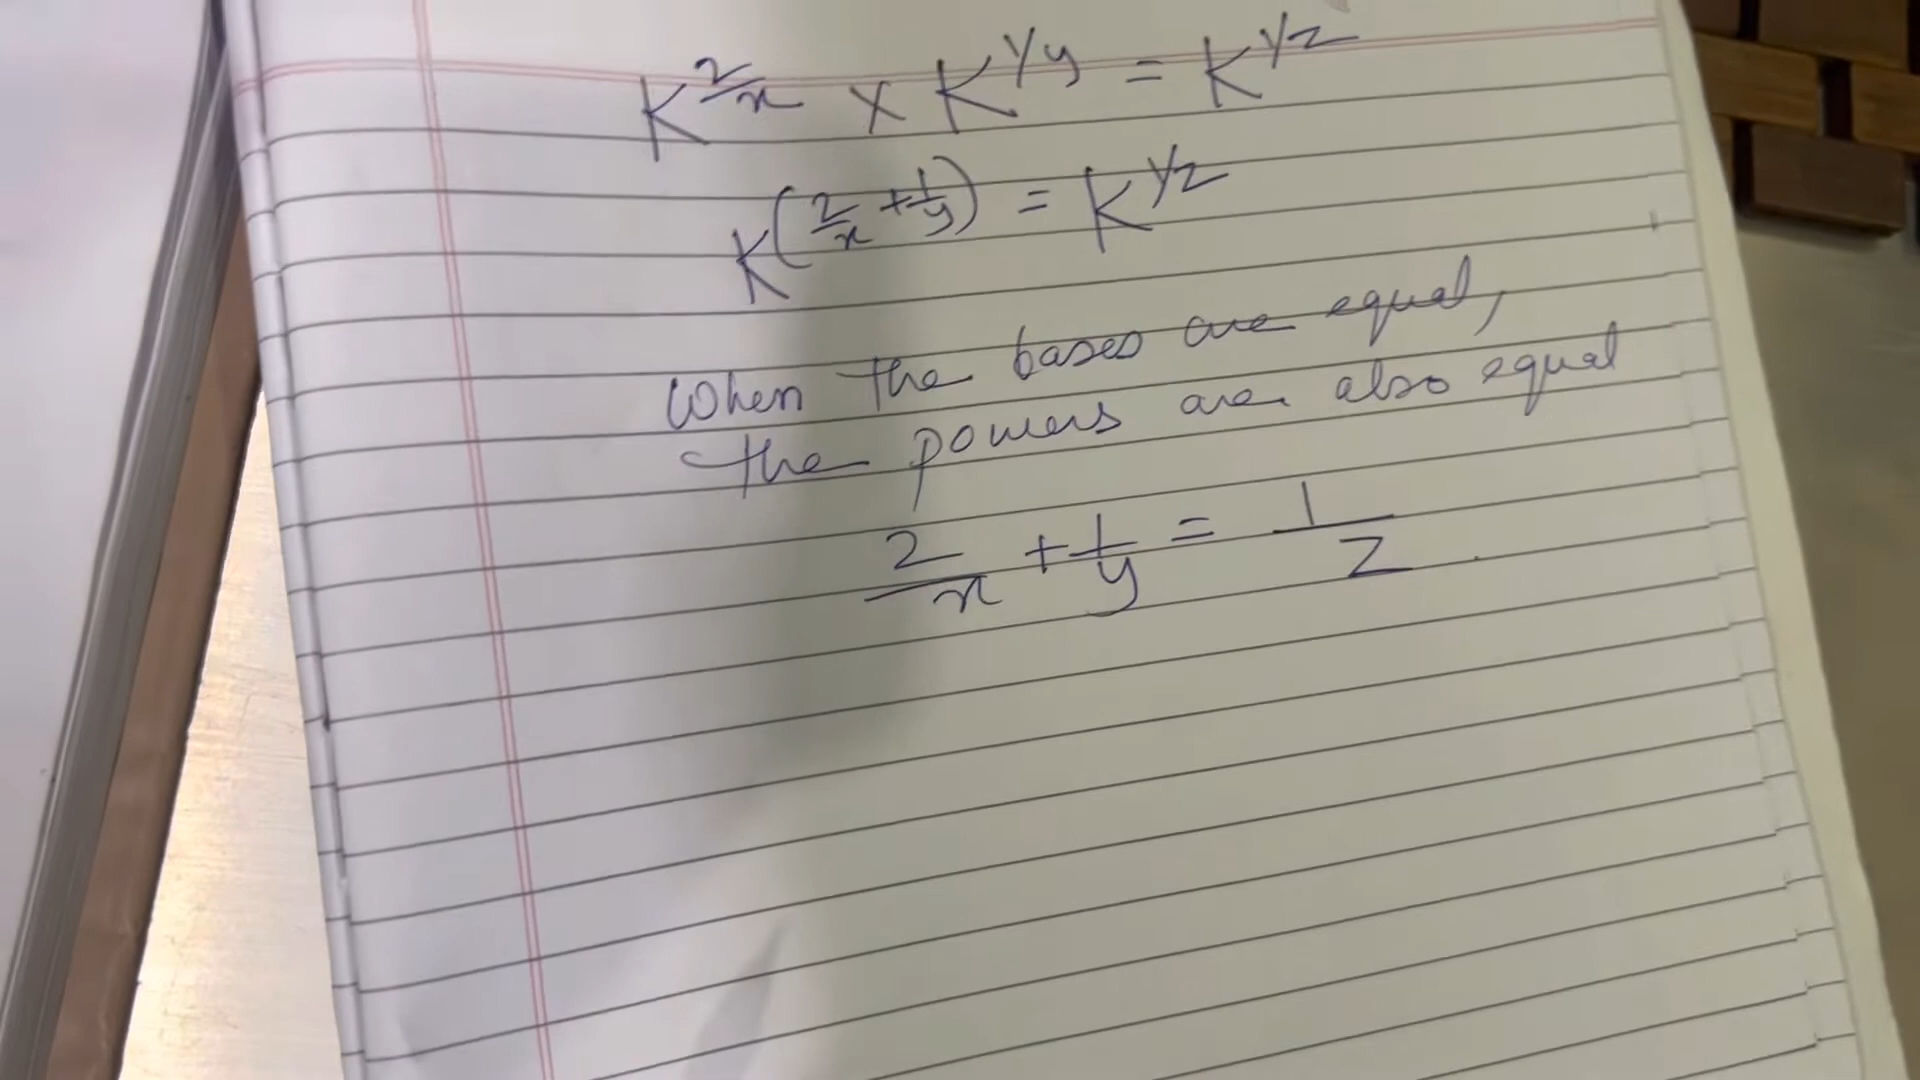 K^(2/x) × K^(1/y) = K^(1/z)
K^(2/x + 1/y) = K^(1/z)
When the bases are equal,
the powers are also equal
2/x + 1/y = 1/z